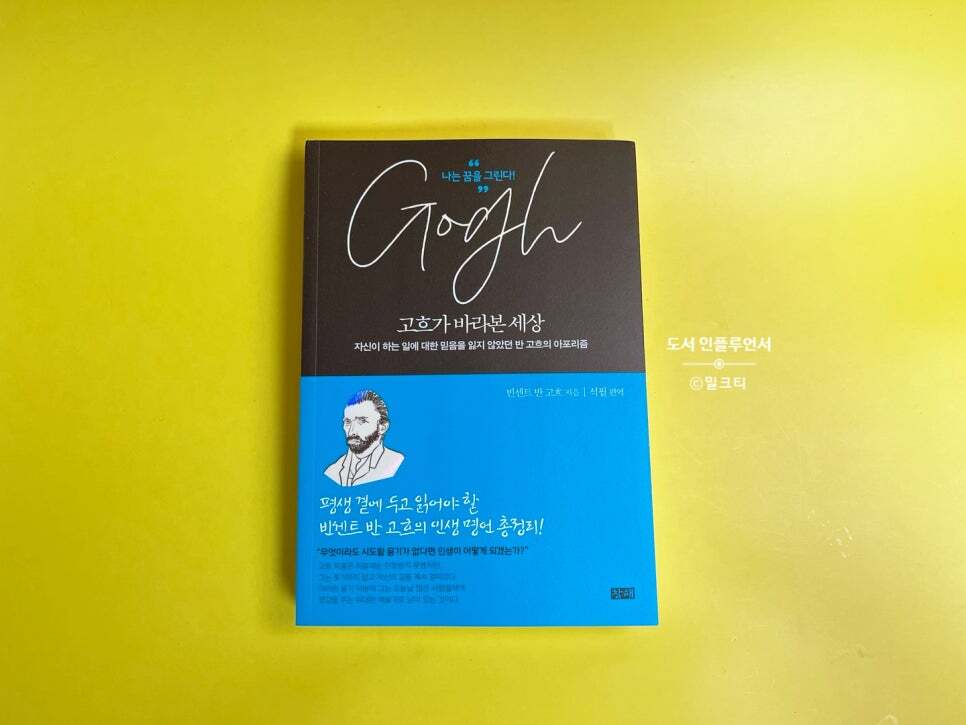 “
나는 꿈을 그린다!
”
Gogh
고흐가 바라본 세상
자신이 하는 일에 대한 믿음을 잃지 않았던 반 고흐의 아포리즘
빈센트 반 고흐 지음 | 석필 편역
평생 곁에 두고 읽어야 할
빈센트 반 고흐의 인생 명언 총정리!
“무엇이라도 시도할 용기가 없다면 인생이 어떻게 되겠는가?”
창해
도서 인플루언서
©밀크티